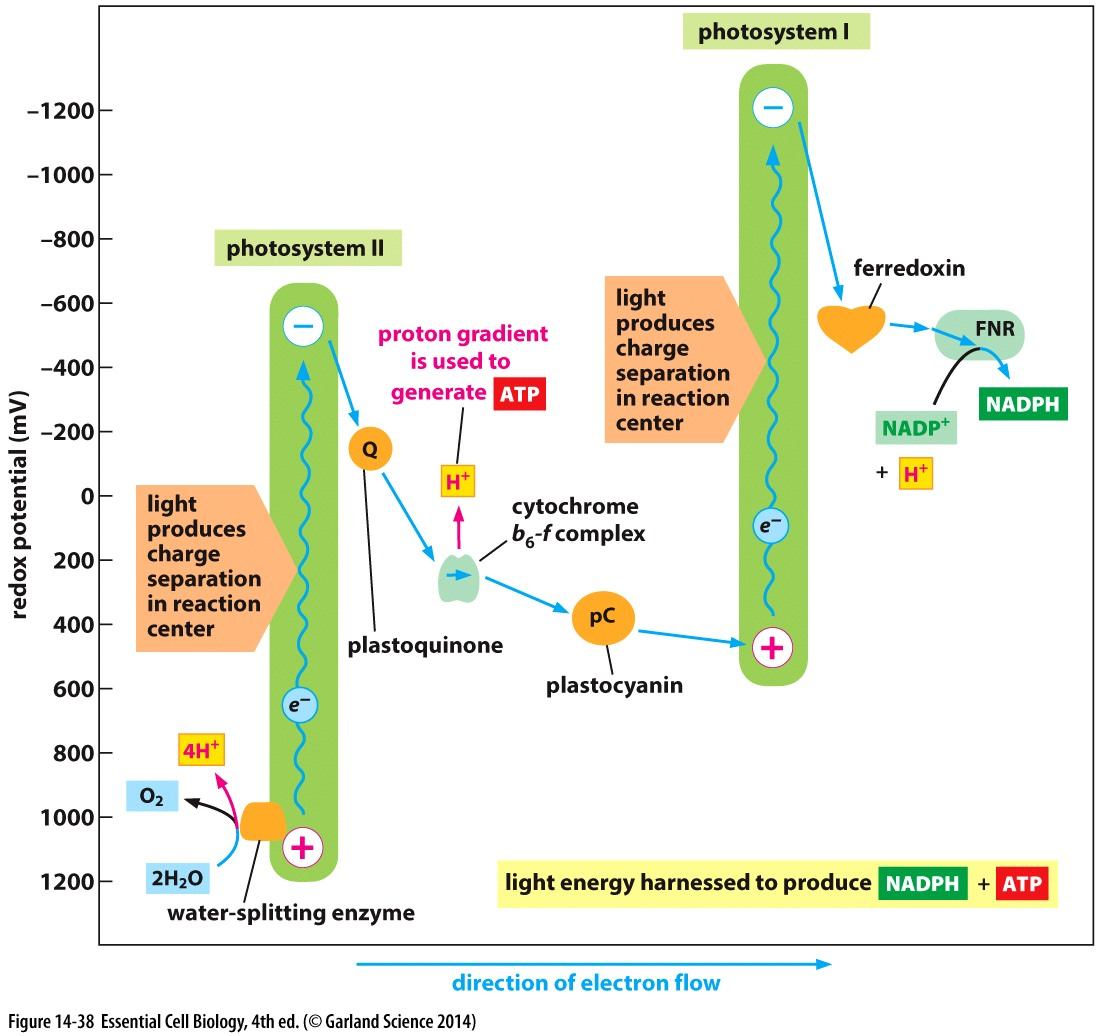 photosystem I
−1200
−1000
−800
−600
−400
−200
0
200
400
600
800
1000
1200
redox potential (mV)
photosystem II
−
light
produces
charge
separation
in reaction
center
e−
+
4H+
O2
2H2O
water-splitting enzyme
proton gradient
is used to
generate ATP
H+
Q
plastoquinone
cytochrome
b6-f complex
pC
plastocyanin
−
light
produces
charge
separation
in reaction
center
e−
+
ferredoxin
FNR
NADPH
NADP+
+ H+
light energy harnessed to produce NADPH + ATP
direction of electron flow
Figure 14-38 Essential Cell Biology, 4th ed. (© Garland Science 2014)